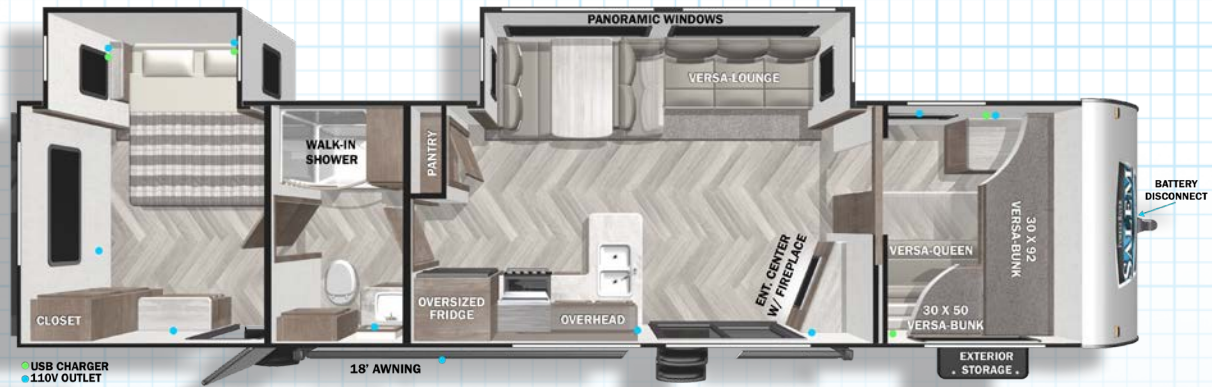 PANORAMIC WINDOWS
VERSA-LOUNGE
WALK-IN
SHOWER
PANTRY
BATTERY
DISCONNECT
SALEM
30 X 92
VERSA-BUNK
VERSA-QUEEN
ENT. CENTER
W/ FIREPLACE
OVERSIZED
FRIDGE
OVERHEAD
30 X 50
VERSA-BUNK
CLOSET
EXTERIOR
STORAGE
18' AWNING
USB CHARGER
110V OUTLET